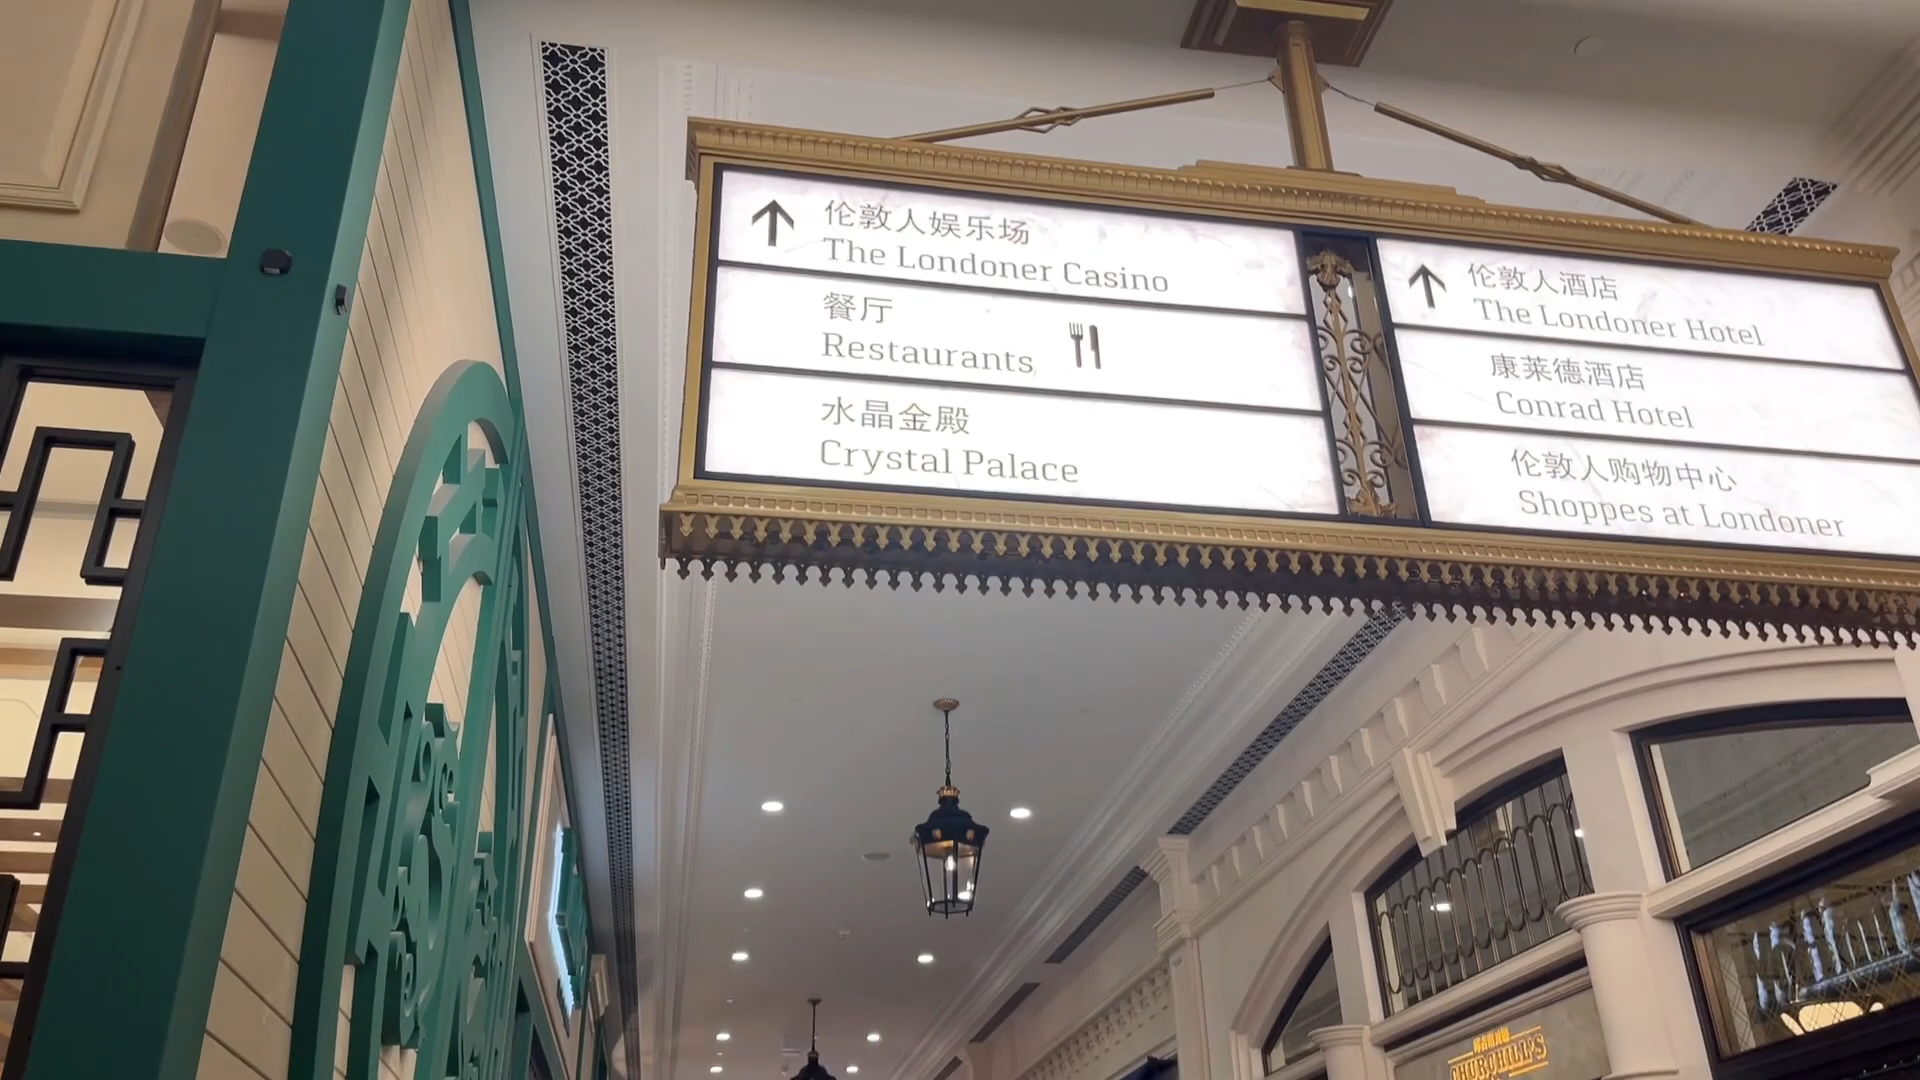 伦敦人娱乐场
The Londoner Casino
餐厅
Restaurants
水晶金殿
Crystal Palace
伦敦人酒店
The Londoner Hotel
康莱德酒店
Conrad Hotel
伦敦人购物中心
Shoppes at Londoner
CHURCHILL'S